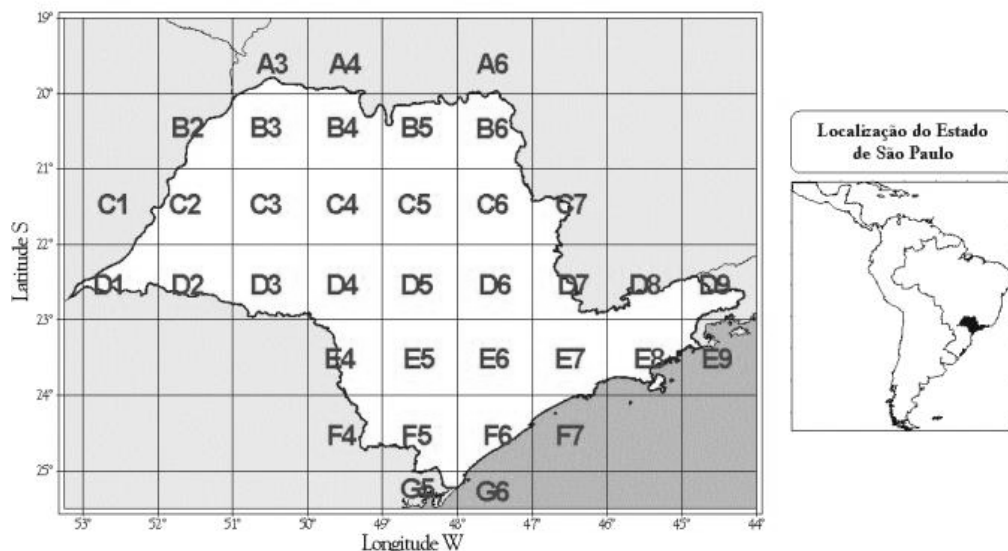 19°
A3 A4 A6
20°
B2 B3 B4 B5 B6
21°
C1 C2 C3 C4 C5 C6 C7
22°
D1 D2 D3 D4 D5 D6 D7 D8 D9
23°
E4 E5 E6 E7 E8 E9
24°
F4 F5 F6 F7
25°
G5 G6
53° 52° 51° 50° 49° 48° 47° 46° 45° 44°
Latitude S
Longitude W
Localização do Estado
de São Paulo